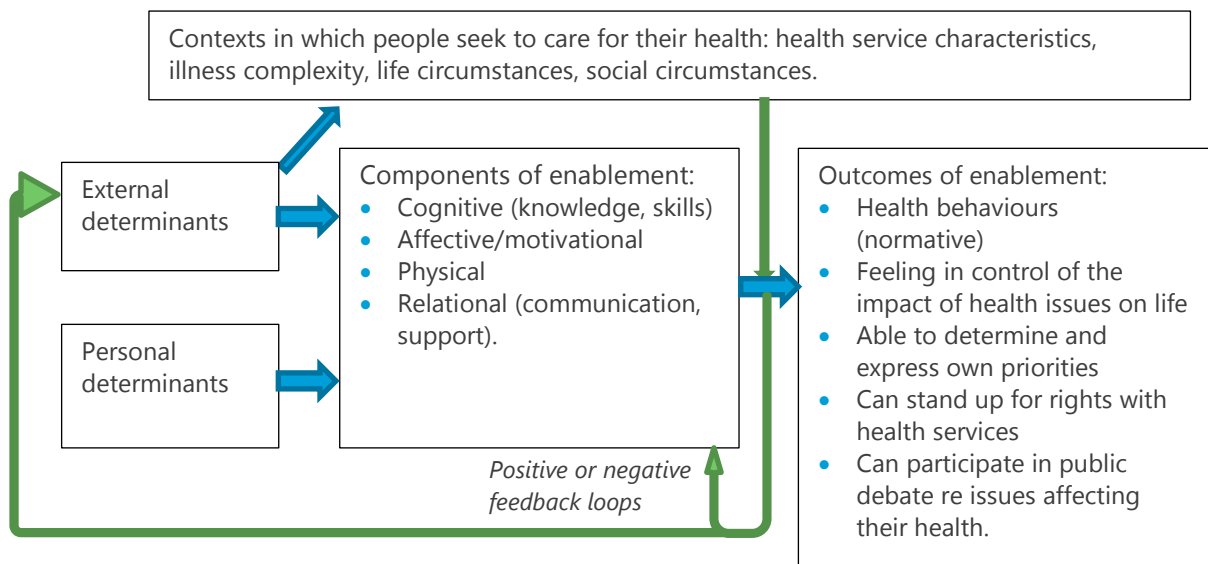 Contexts in which people seek to care for their health: health service characteristics,
illness complexity, life circumstances, social circumstances.
External
determinants
Personal
determinants
Components of enablement:
• Cognitive (knowledge, skills)
• Affective/motivational
• Physical
• Relational (communication,
support).
Positive or negative
feedback loops
Outcomes of enablement:
• Health behaviours
(normative)
• Feeling in control of the
impact of health issues on life
• Able to determine and
express own priorities
• Can stand up for rights with
health services
• Can participate in public
debate re issues affecting
their health.